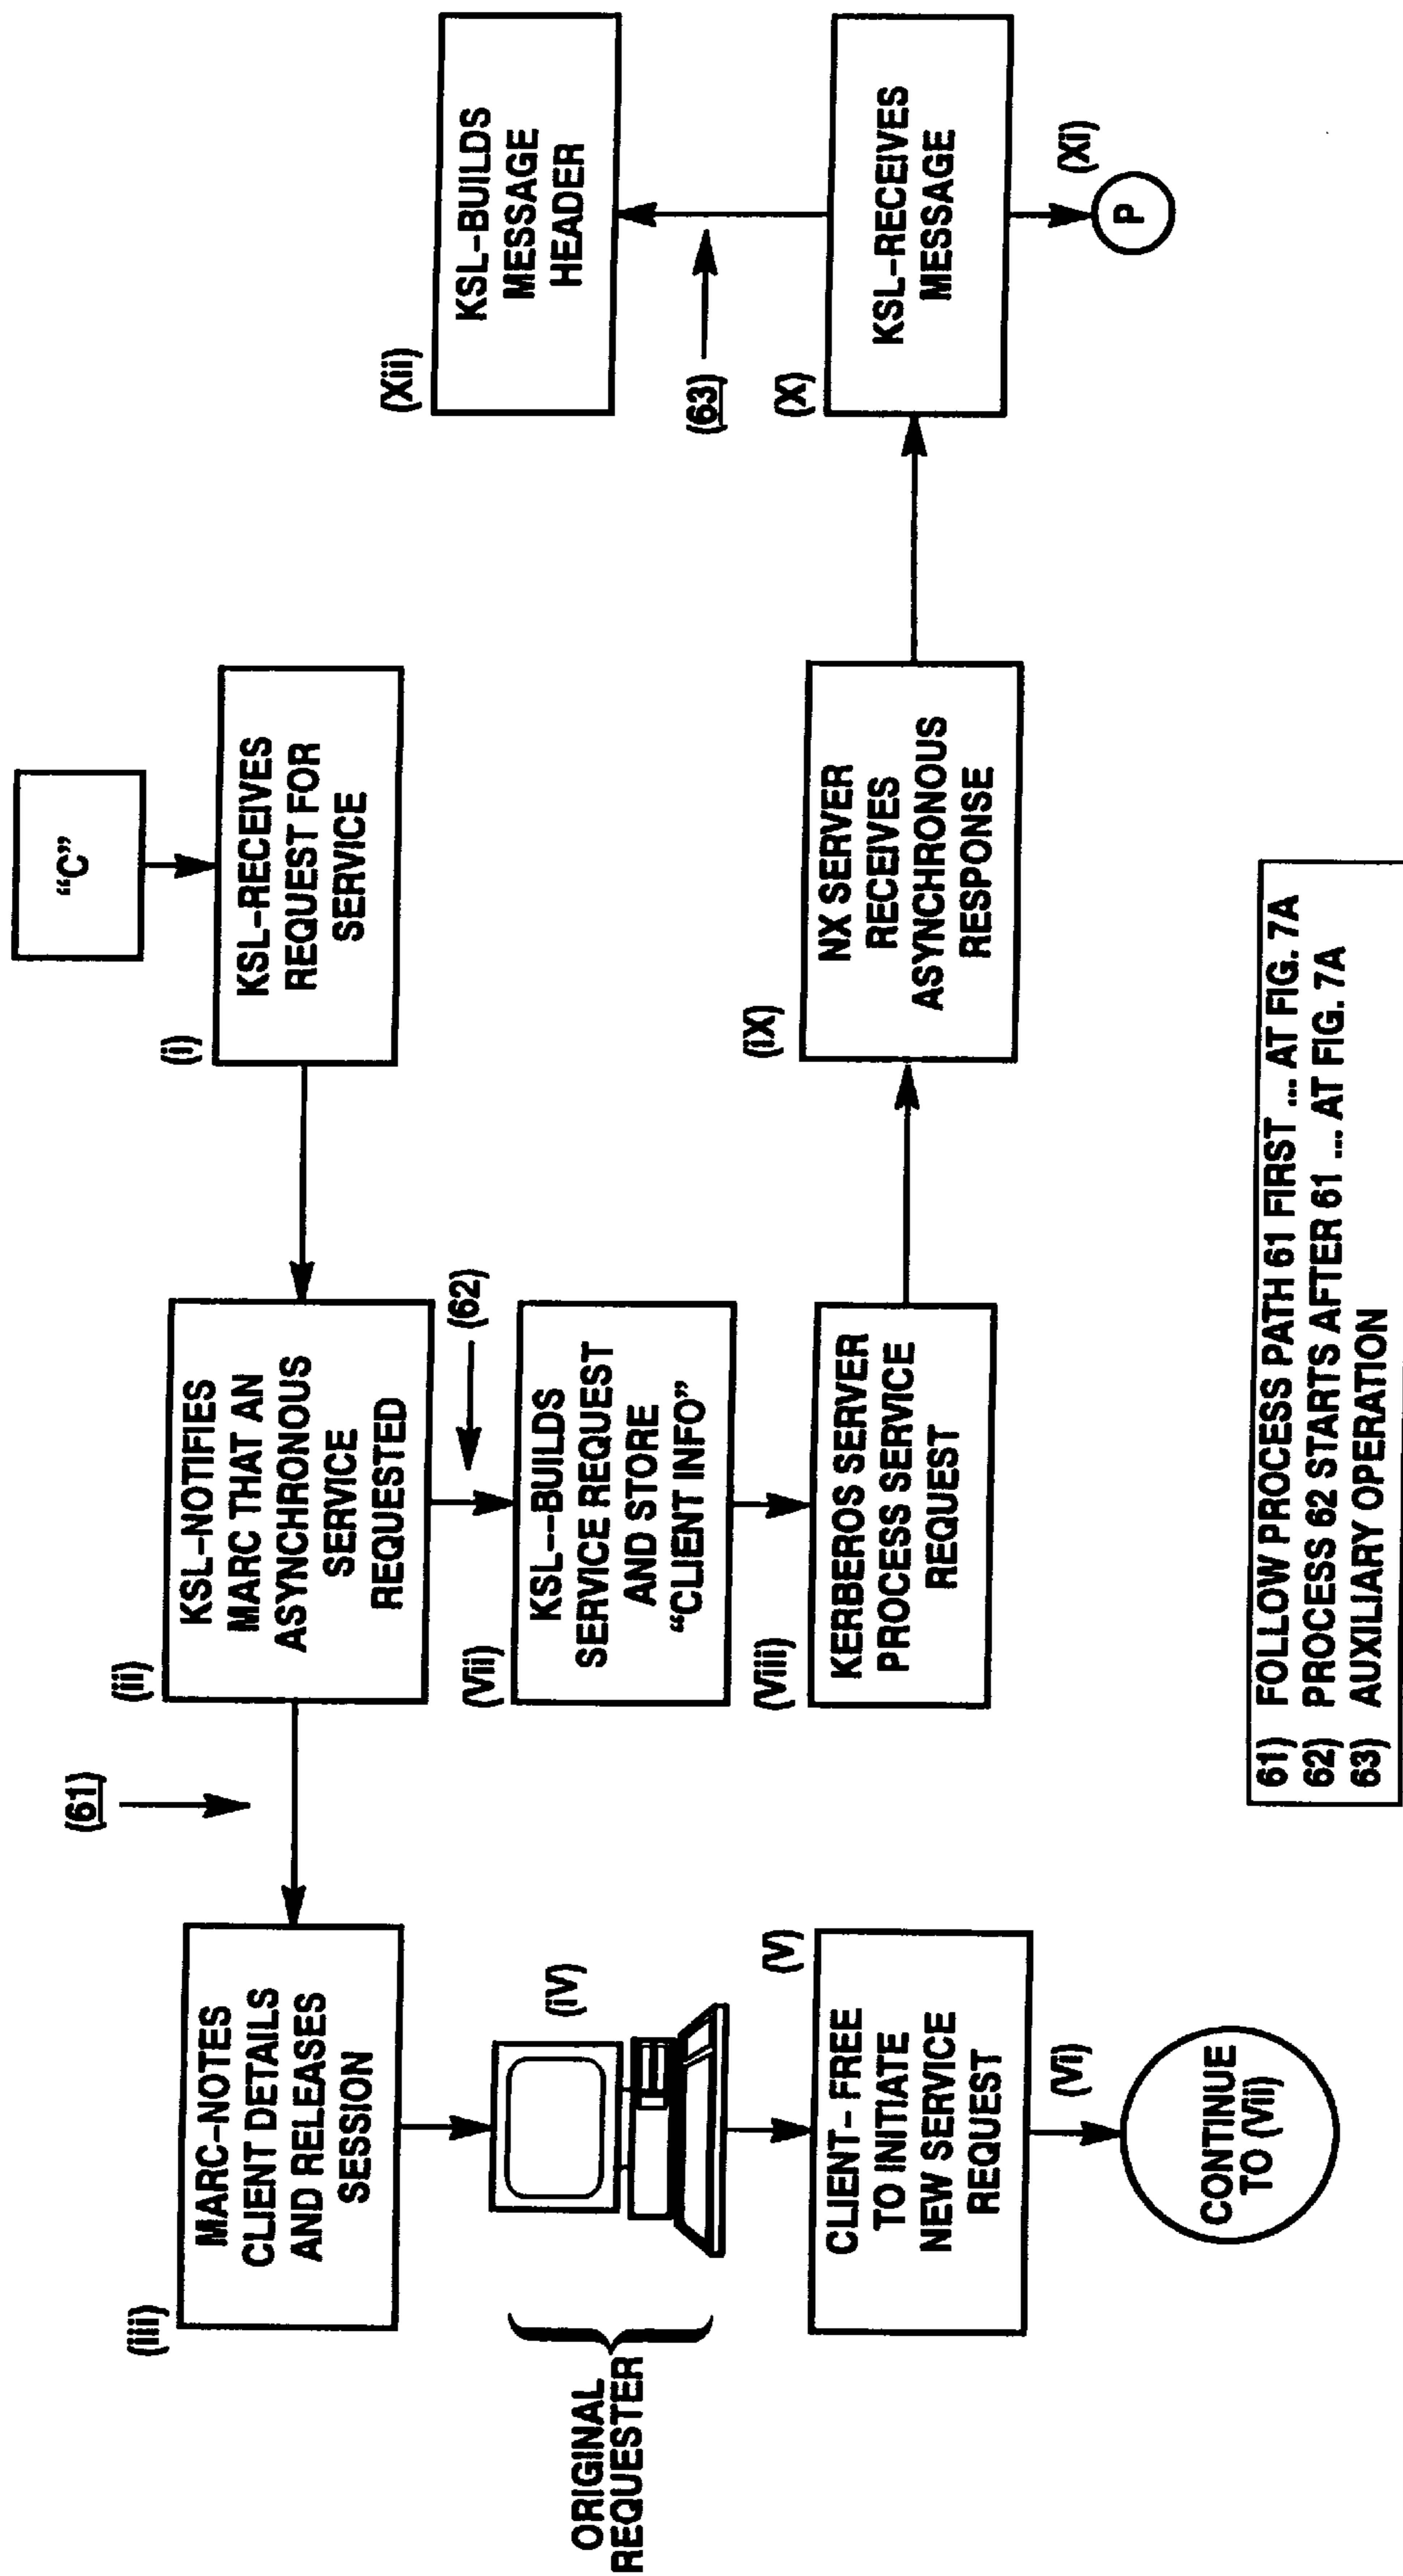 “C”
(i)
KSL-RECEIVES
REQUEST FOR
SERVICE
(ii)
KSL-NOTIFIES
MARC THAT AN
ASYNCHRONOUS
SERVICE
REQUESTED
(61)
(iii)
MARC-NOTES
CLIENT DETAILS
AND RELEASES
SESSION
ORIGINAL
REQUESTER
(iV)
(V)
CLIENT-FREE
TO INITIATE
NEW SERVICE
REQUEST
(Vi)
CONTINUE
TO (Vii)
(62)
(Vii)
KSL--BUILDS
SERVICE REQUEST
AND STORE
“CLIENT INFO”
(Viii)
KERBEROS SERVER
PROCESS SERVICE
REQUEST
(iX)
NX SERVER
RECEIVES
ASYNCHRONOUS
RESPONSE
(X)
KSL-RECEIVES
MESSAGE
(Xi)
P
(63)
(Xii)
KSL-BUILDS
MESSAGE
HEADER
61) FOLLOW PROCESS PATH 61 FIRST ... AT FIG. 7A
62) PROCESS 62 STARTS AFTER 61 ... AT FIG. 7A
63) AUXILIARY OPERATION